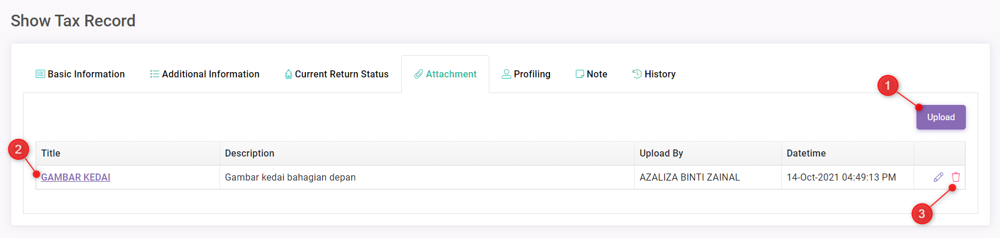 Show Tax Record
Basic Information Additional Information Current Return Status Attachment Profiling Note History
1
Upload
2
Title Description Upload By Datetime
GAMBAR KEDAI Gambar kedai bahagian depan AZALIZA BINTI ZAINAL 14-Oct-2021 04:49:13 PM
3